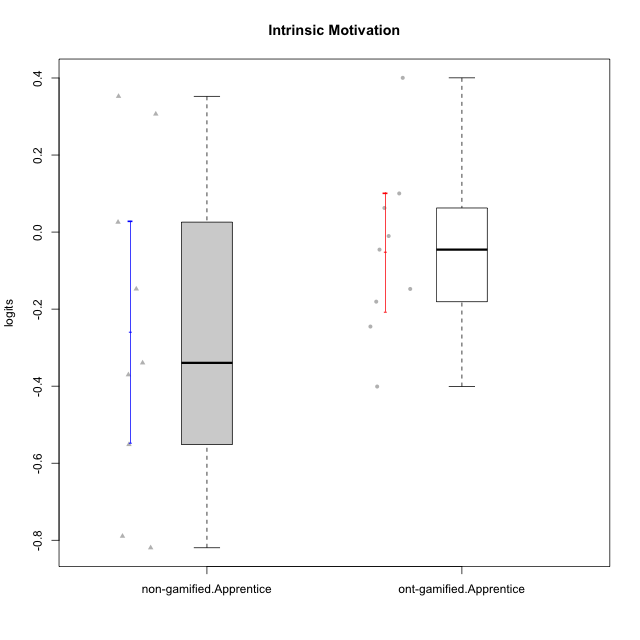 Intrinsic Motivation
logits
0.4
0.2
0.0
-0.2
-0.4
-0.6
-0.8
non-gamified.Apprentice
ont-gamified.Apprentice